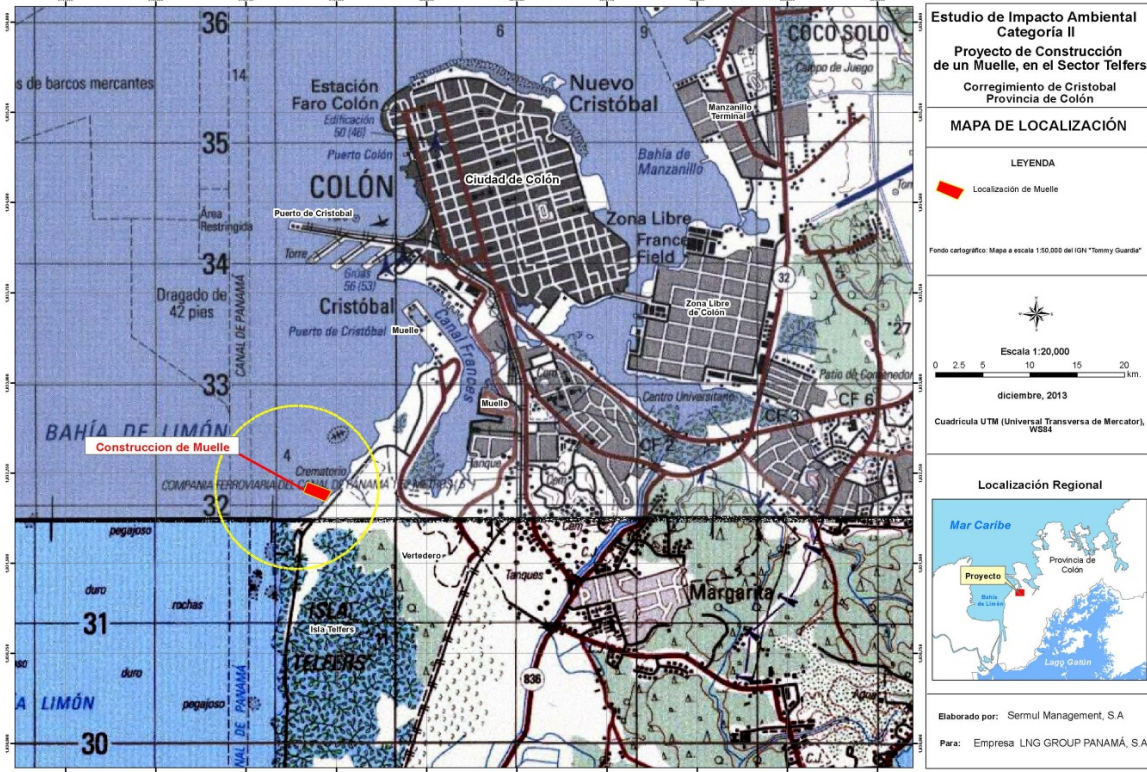 36
6
9
COCO SOLO
Campo de Juego
s de barcos mercantes
14
Estación
Faro Colón
Edificación
50 (46)
Nuevo
Cristóbal
Manzanillo
Terminal
35
Puerto Colón
Bahía de
Manzanillo
COLÓN
Ciudad de Colón
Área
Restringida
Puerto de Cristobal
Zona Libre
France
Field
Torre
34
Grúas
56 (53)
32
Dragado de
42 pies
CANAL DE PANAMÁ
Cristóbal
Puerto de Cristóbal
Muelle
Canal Frances
Zona Libre
de Colón
27
33
Patio de Contenedor
Muelle
Com
Centro Universitario
CF 3
CF 6
CF 2
BAHÍA DE LIMÓN
Construccion de Muelle
4
Tanque
Crematorio
COMPAÑIA FERROVIARIA DEL CANAL DE PANAMÁ
Com
32
pegajoso
Vertedero
Tanques
Margarita
duro
rochas
ISLA
Isla Telfers
TELFERS
31
duro
duro
836
A LIMÓN
pegajoso
NAL DE PANAMÁ
30
C.J.
Estudio de Impacto Ambiental
Categoría II
Proyecto de Construcción
de un Muelle, en el Sector Telfers
Corregimiento de Cristobal
Provincia de Colón
MAPA DE LOCALIZACIÓN
LEYENDA
Localización de Muelle
Fondo cartográfico: Mapa a escala 1:50,000 del IGN "Tommy Guardia"
Escala 1:20,000
0 2.5 5 10 15 20
km.
diciembre, 2013
Cuadricula UTM (Universal Transversa de Mercator),
WS84
Localización Regional
Mar Caribe
Provincia de
Colón
Proyecto
Bahía
de Limón
Lago Gatún
Elaborado por: Sermul Management, S.A
Para: Empresa LNG GROUP PANAMÁ, S.A